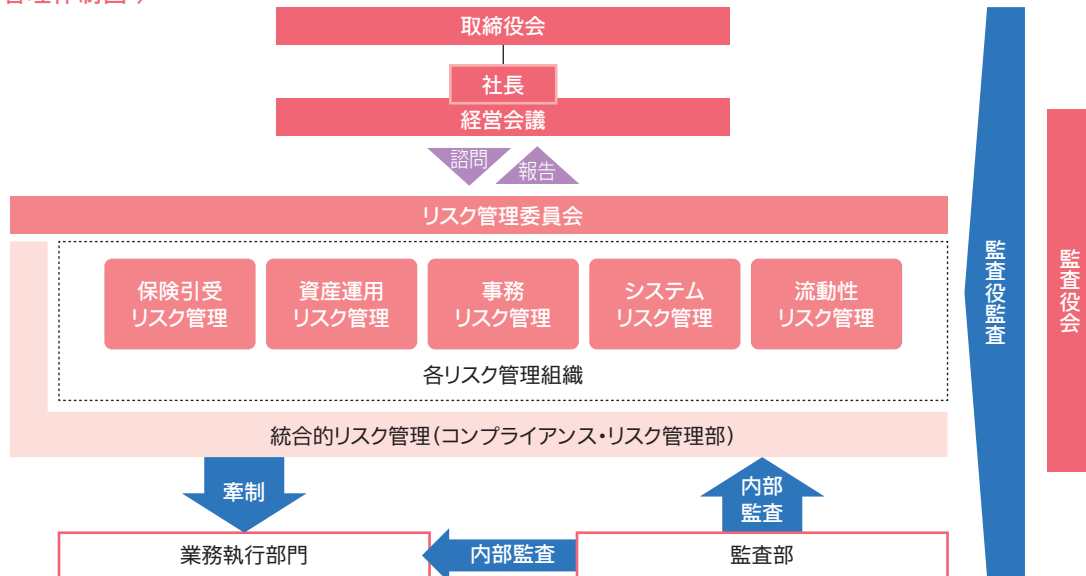 管理体制図
取締役会
社長
経営会議
諮問
報告
リスク管理委員会
保険引受
リスク管理
資産運用
リスク管理
事務
リスク管理
システム
リスク管理
流動性
リスク管理
各リスク管理組織
統合的リスク管理(コンプライアンス・リスク管理部)
牽制
内部
監査
業務執行部門
内部監査
監査部
監査役監査
監査役会